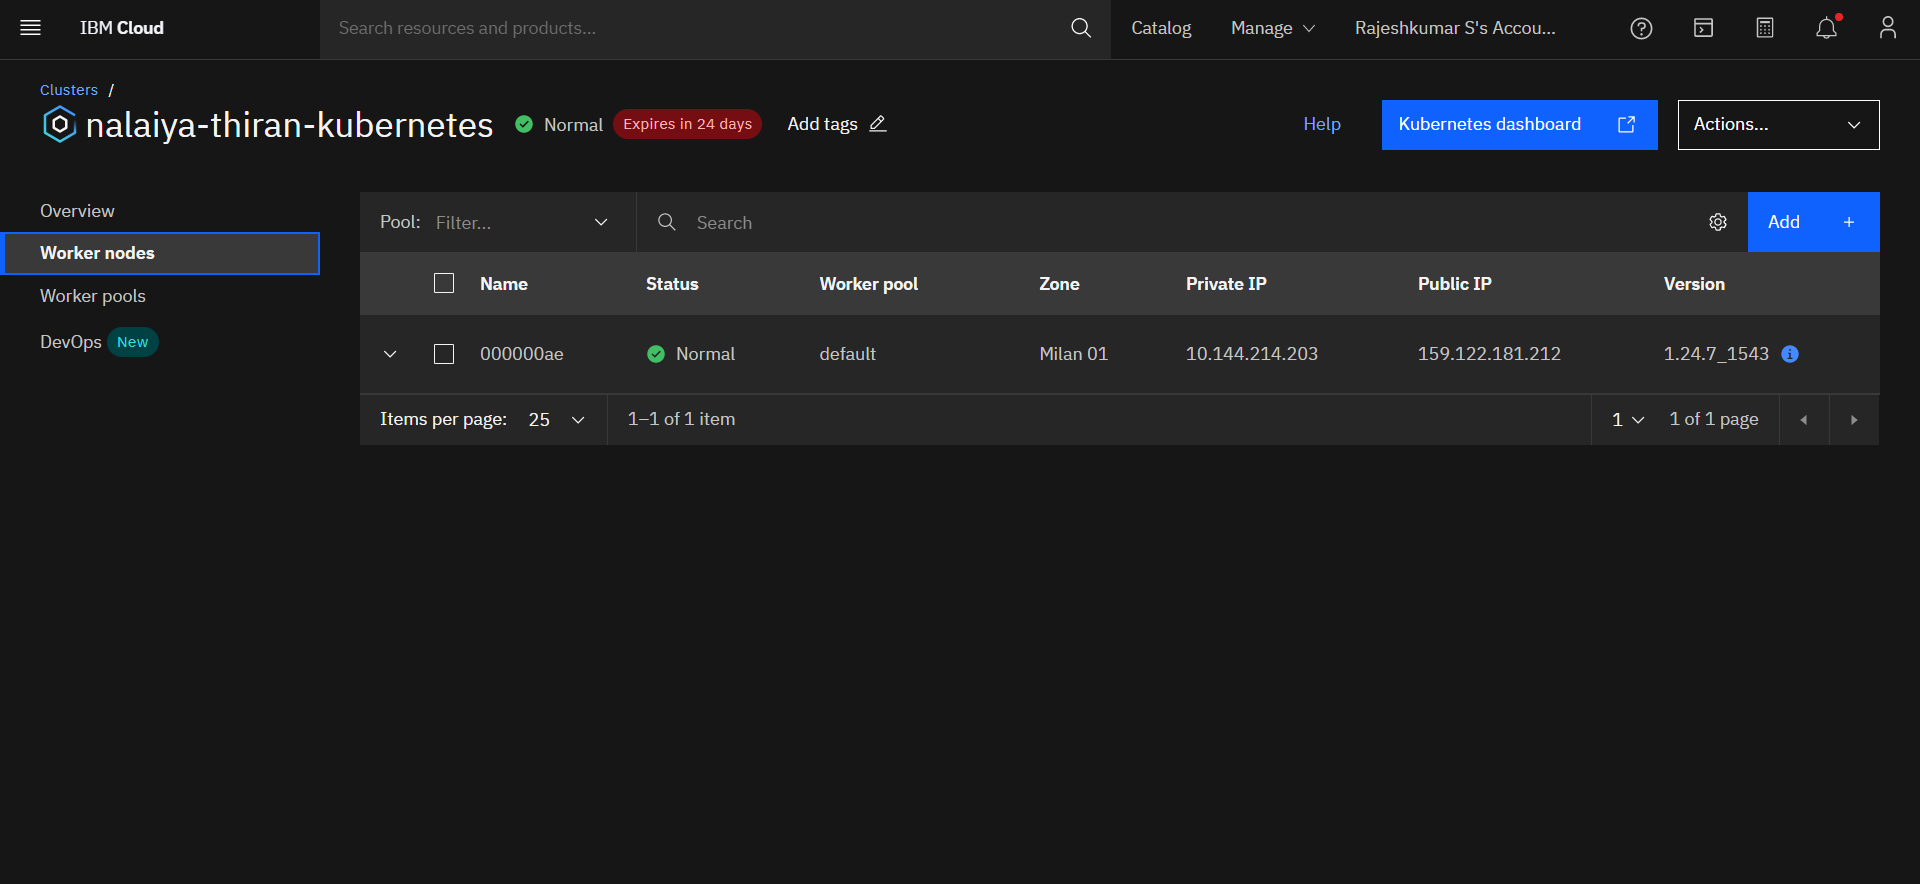 IBM Cloud
Search resources and products...
Catalog
Manage
Rajeshkumar S's Accou...
Clusters /
nalaiya-thiran-kubernetes
Normal
Expires in 24 days
Add tags
Help
Kubernetes dashboard
Actions...
Overview
Worker nodes
Worker pools
DevOps New
Pool: Filter...
Search
Add +
Name Status Worker pool Zone Private IP Public IP Version
000000ae Normal default Milan 01 10.144.214.203 159.122.181.212 1.24.7_1543
Items per page: 25 1–1 of 1 item 1 1 of 1 page